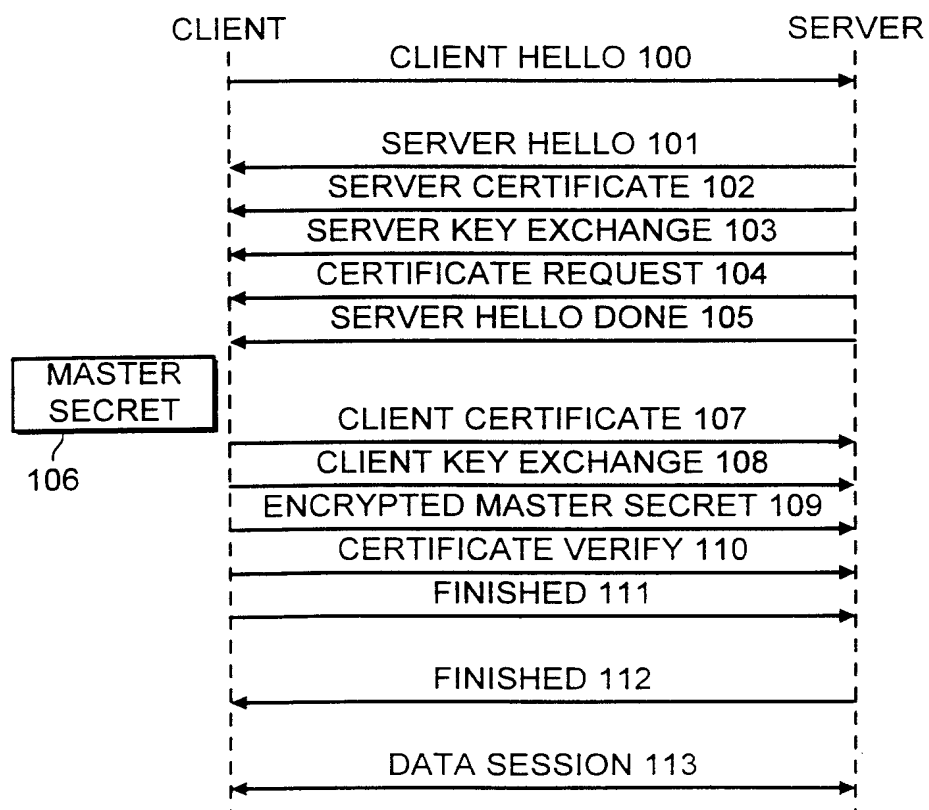 CLIENT SERVER
CLIENT HELLO 100
SERVER HELLO 101
SERVER CERTIFICATE 102
SERVER KEY EXCHANGE 103
CERTIFICATE REQUEST 104
SERVER HELLO DONE 105
MASTER
SECRET
106
CLIENT CERTIFICATE 107
CLIENT KEY EXCHANGE 108
ENCRYPTED MASTER SECRET 109
CERTIFICATE VERIFY 110
FINISHED 111
FINISHED 112
DATA SESSION 113